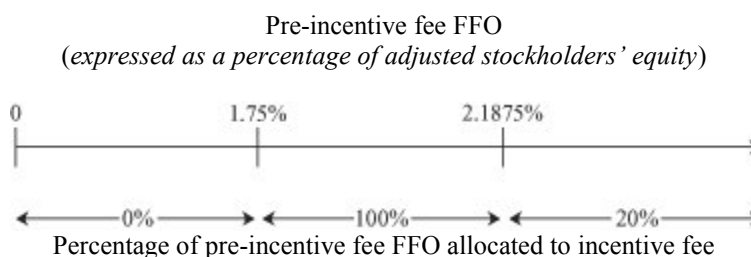 Pre-incentive fee FFO
(expressed as a percentage of adjusted stockholders’ equity)
0 1.75% 2.1875%
0% 100% 20%
Percentage of pre-incentive fee FFO allocated to incentive fee